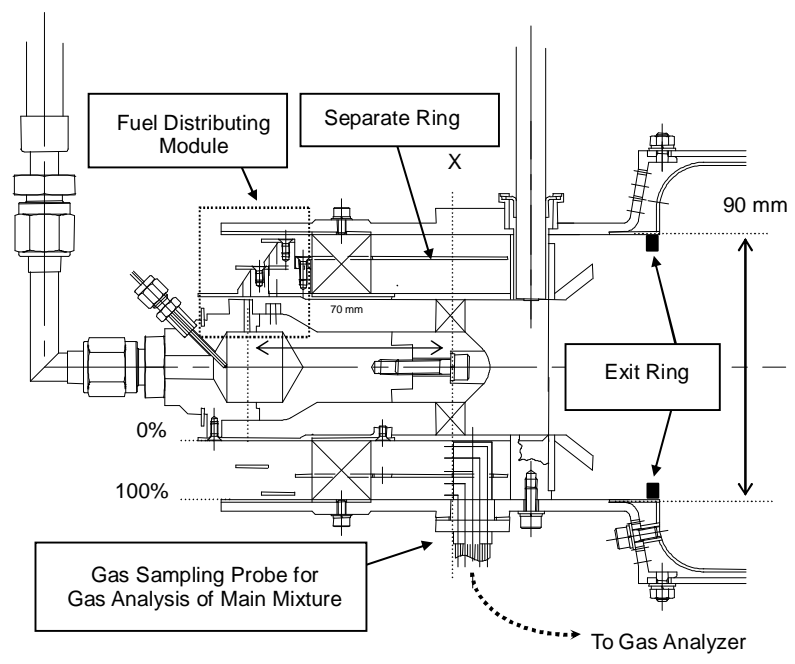 Fuel Distributing
Module
Separate Ring
X
90 mm
70 mm
Exit Ring
0%
100%
Gas Sampling Probe for
Gas Analysis of Main Mixture
To Gas Analyzer